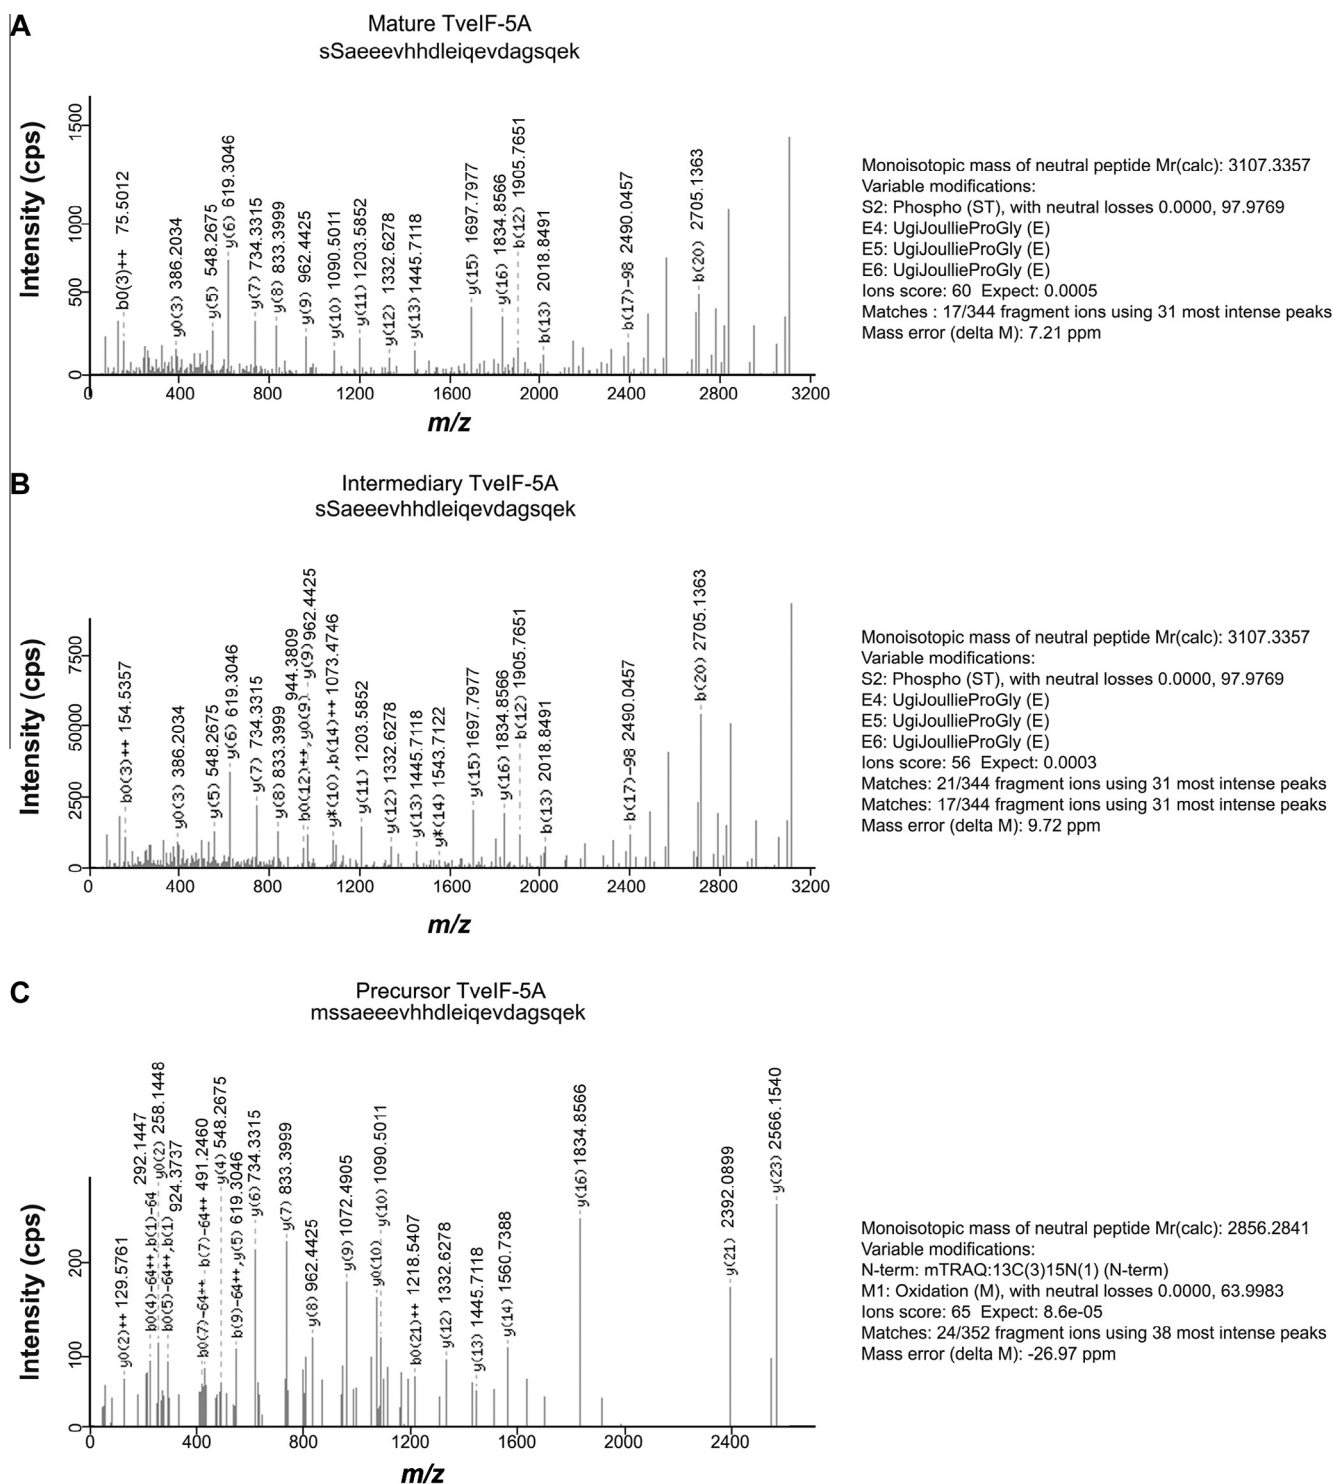 A
Mature TveIF-5A
sSaeeevhhdleiqevdagsqek
Intensity (cps)
1500
1000
500
0
b0(3)++ 75.5012
y0(3) 386.2034
y(5) 548.2675
y(6) 619.3046
y(7) 734.3315
y(8) 833.3999
y(9) 962.4425
y(10) 1090.5011
y(11) 1203.5852
y(12) 1332.6278
y(13) 1445.7118
y(15) 1697.7977
y(16) 1834.8566
b(12) 1905.7651
b(13) 2018.8491
b(17)-98 2490.0457
b(20) 2705.1363
0 400 800 1200 1600 2000 2400 2800 3200
m/z
Monoisotopic mass of neutral peptide Mr(calc): 3107.3357
Variable modifications:
S2: Phospho (ST), with neutral losses 0.0000, 97.9769
E4: UgiJoullieProGly (E)
E5: UgiJoullieProGly (E)
E6: UgiJoullieProGly (E)
Ions score: 60 Expect: 0.0005
Matches : 17/344 fragment ions using 31 most intense peaks
Mass error (delta M): 7.21 ppm
B
Intermediary TveIF-5A
sSaeeevhhdleiqevdagsqek
Intensity (cps)
7500
50000
2500
0
b0(3)++ 154.5357
y0(3) 386.2034
y(5) 548.2675
y(6) 619.3046
y(7) 734.3315
y(8) 833.3999
b0(12)++,y0(9) 944.3809
y(9) 962.4425
y*(10),b(14)++ 1073.4746
y(11) 1203.5852
y(12) 1332.6278
y(13) 1445.7118
y*(14) 1543.7122
y(15) 1697.7977
y(16) 1834.8566
b(12) 1905.7651
b(13) 2018.8491
b(17)-98 2490.0457
b(20) 2705.1363
0 400 800 1200 1600 2000 2400 2800 3200
m/z
Monoisotopic mass of neutral peptide Mr(calc): 3107.3357
Variable modifications:
S2: Phospho (ST), with neutral losses 0.0000, 97.9769
E4: UgiJoullieProGly (E)
E5: UgiJoullieProGly (E)
E6: UgiJoullieProGly (E)
Ions score: 56 Expect: 0.0003
Matches: 21/344 fragment ions using 31 most intense peaks
Matches: 17/344 fragment ions using 31 most intense peaks
Mass error (delta M): 9.72 ppm
C
Precursor TveIF-5A
mssaeeevhhdleiqevdagsqek
Intensity (cps)
200
100
0
y0(2)++ 129.5761
b0(4)-64++,b(1)-64 292.1447
y0(2) 258.1448
b0(5)-64++,b(1) 924.3737
b0(7)-64++ b(7)-64++ 491.2460
y(4) 548.2675
b(9)-64++,y(5) 619.3046
y(6) 734.3315
y(7) 833.3999
y(8) 962.4425
y(9) 1072.4905
y0(10)
y(10) 1090.5011
b0(21)++ 1218.5407
y(12) 1332.6278
y(13) 1445.7118
y(14) 1560.7388
y(16) 1834.8566
y(21) 2392.0899
y(23) 2566.1540
0 400 800 1200 1600 2000 2400
m/z
Monoisotopic mass of neutral peptide Mr(calc): 2856.2841
Variable modifications:
N-term: mTRAQ:13C(3)15N(1) (N-term)
M1: Oxidation (M), with neutral losses 0.0000, 63.9983
Ions score: 65 Expect: 8.6e-05
Matches: 24/352 fragment ions using 38 most intense peaks
Mass error (delta M): -26.97 ppm